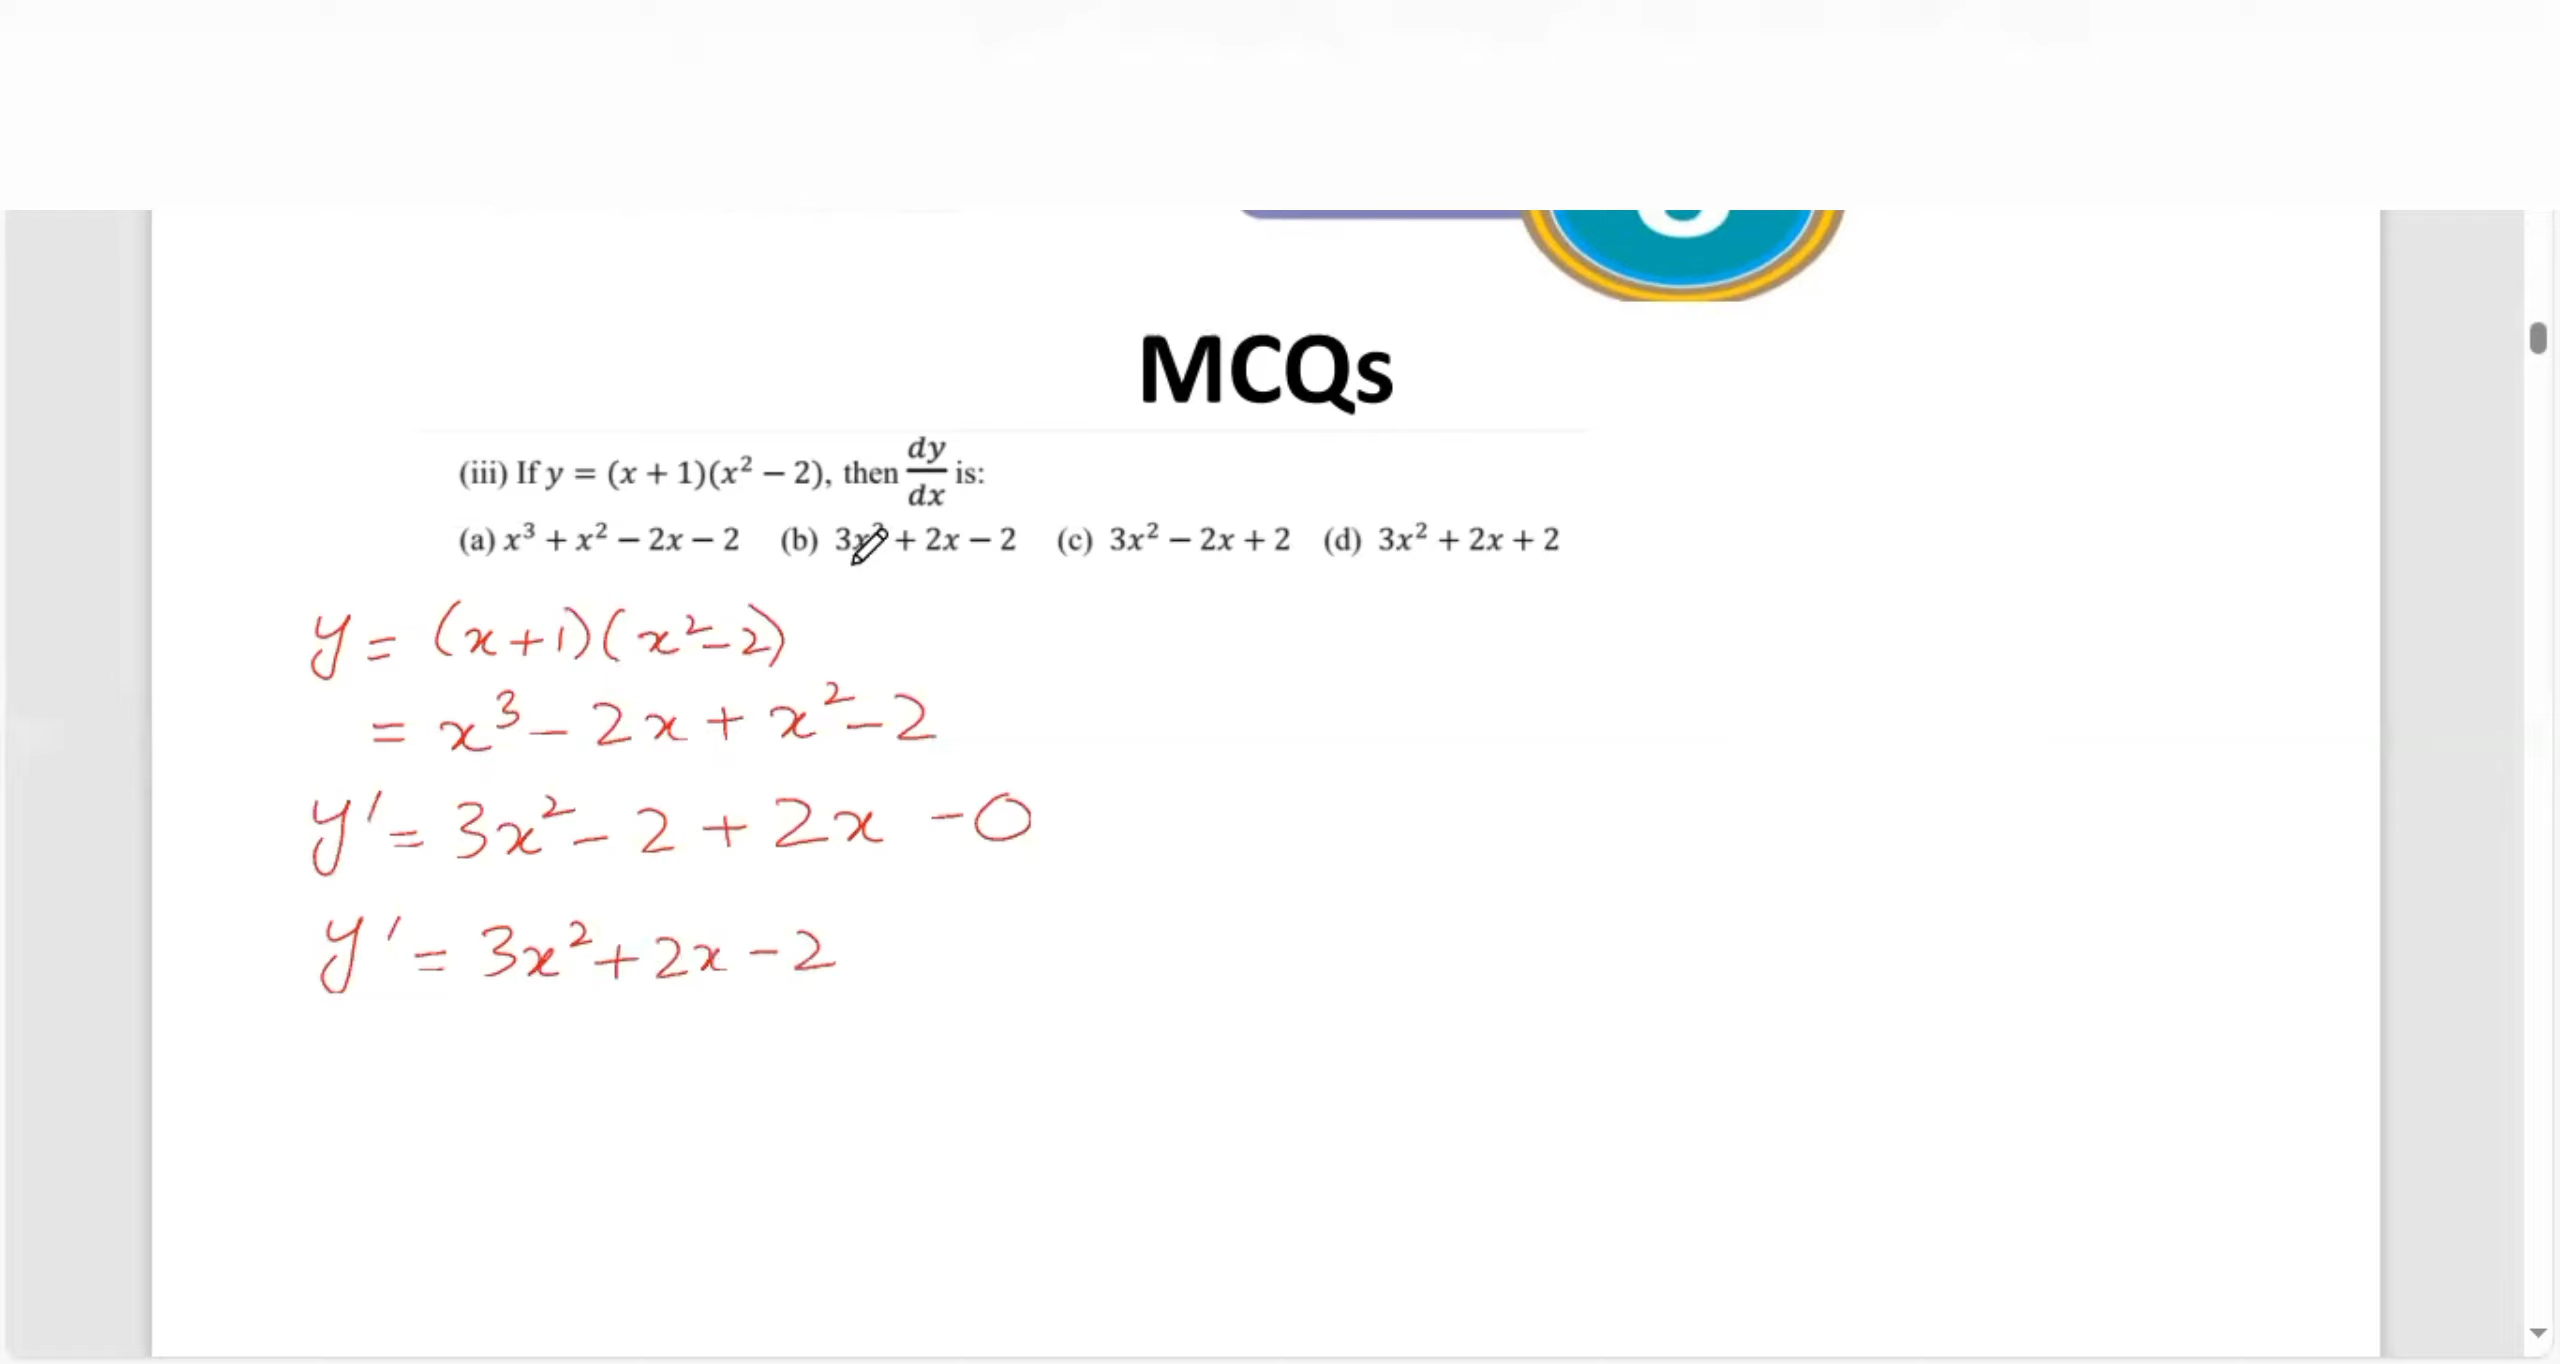 MCQs
(iii) If y = (x + 1)(x² − 2), then dy/dx is:
(a) x³ + x² − 2x − 2 (b) 3x² + 2x − 2 (c) 3x² − 2x + 2 (d) 3x² + 2x + 2
y = (x+1)(x²−2)
= x³ − 2x + x² − 2
y′ = 3x² − 2 + 2x − 0
y′ = 3x² + 2x − 2